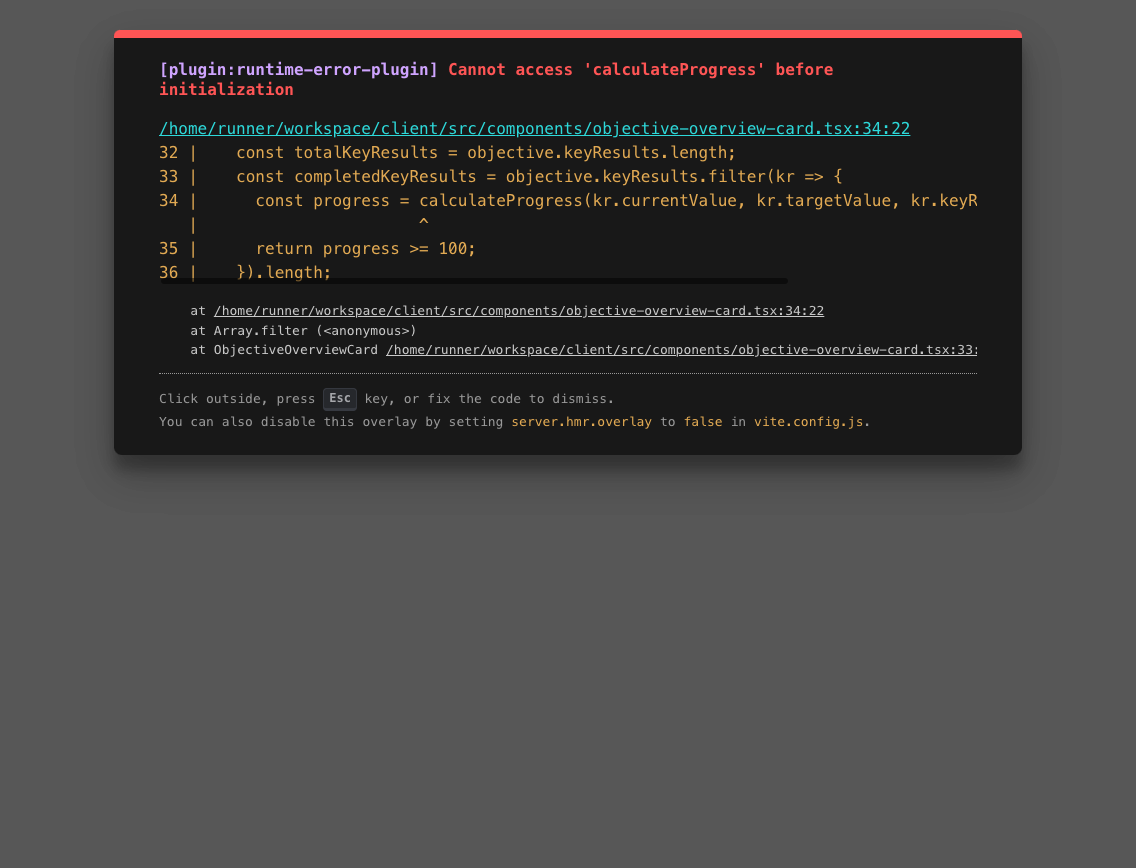 [plugin:runtime-error-plugin] Cannot access 'calculateProgress' before
initialization
/home/runner/workspace/client/src/components/objective-overview-card.tsx:34:22
32 |    const totalKeyResults = objective.keyResults.length;
33 |    const completedKeyResults = objective.keyResults.filter(kr => {
34 |      const progress = calculateProgress(kr.currentValue, kr.targetValue, kr.keyR
   |                       ^
35 |      return progress >= 100;
36 |    }).length;
    at /home/runner/workspace/client/src/components/objective-overview-card.tsx:34:22
    at Array.filter (<anonymous>)
    at ObjectiveOverviewCard /home/runner/workspace/client/src/components/objective-overview-card.tsx:33:
Click outside, press Esc key, or fix the code to dismiss.
You can also disable this overlay by setting server.hmr.overlay to false in vite.config.js.